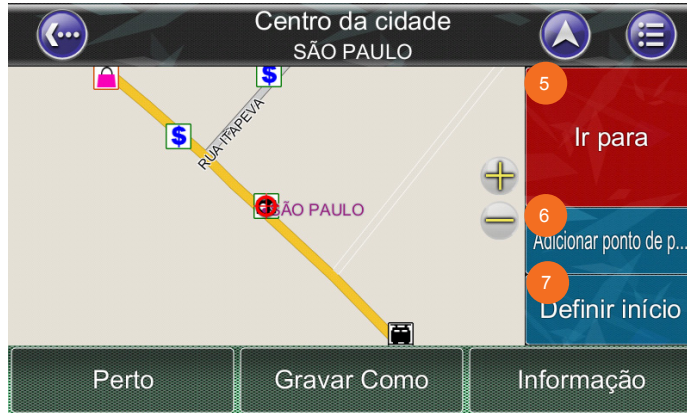 Centro da cidade
SÃO PAULO
$
5
Ir para
$
RUA ITAPEVA
SÃO PAULO
6
Adicionar ponto de p...
7
Definir início
Perto
Gravar Como
Informação